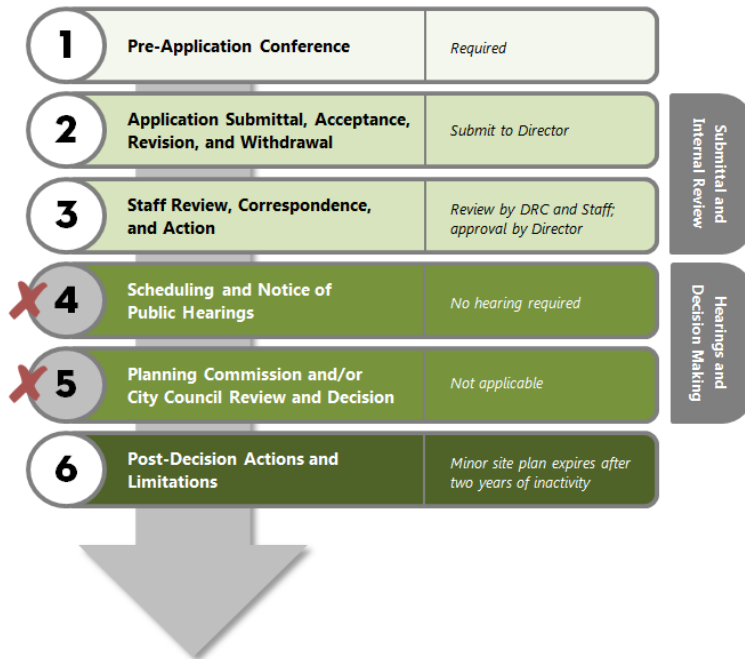 1
Pre-Application Conference
Required
2
Application Submittal, Acceptance,
Revision, and Withdrawal
Submit to Director
3
Staff Review, Correspondence,
and Action
Review by DRC and Staff;
approval by Director
Submittal and
Internal Review
4
Scheduling and Notice of
Public Hearings
No hearing required
5
Planning Commission and/or
City Council Review and Decision
Not applicable
Hearings and
Decision Making
6
Post-Decision Actions and
Limitations
Minor site plan expires after
two years of inactivity